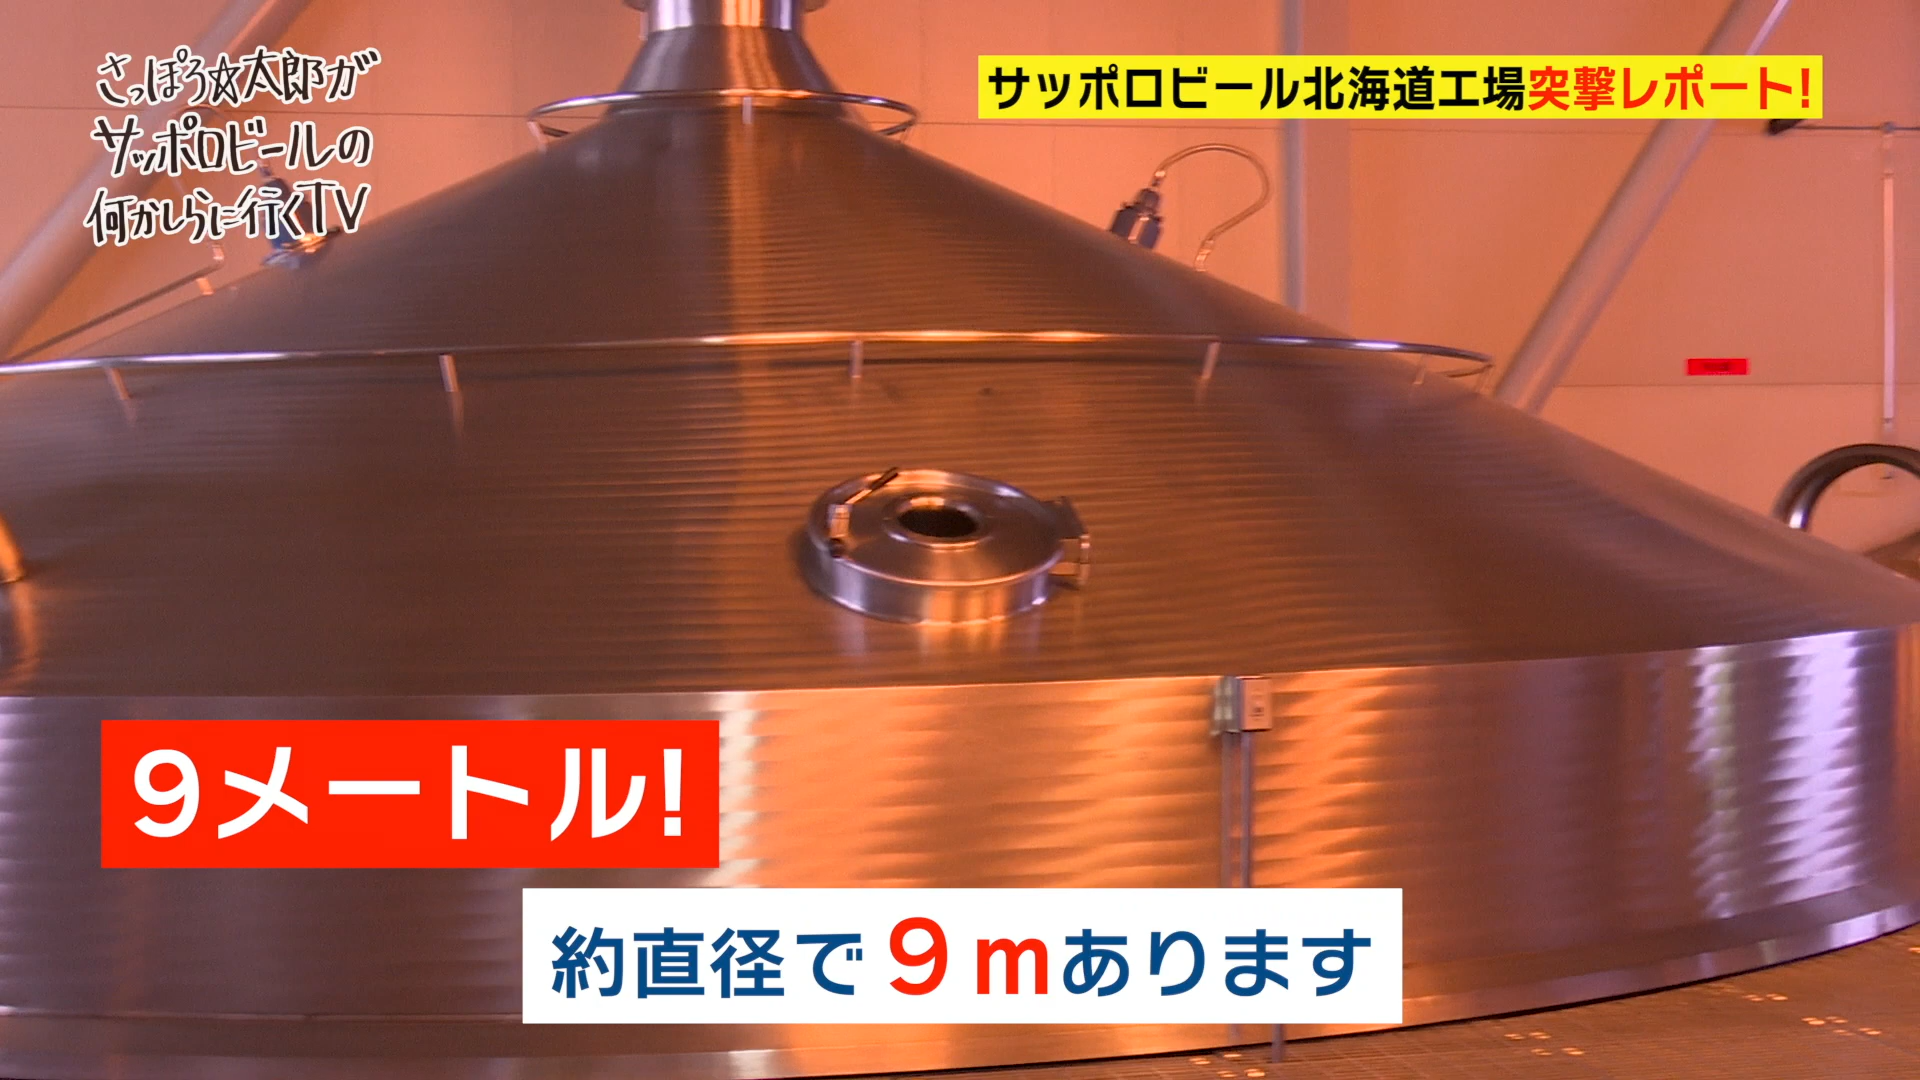 さっぽろ☆太郎が
サッポロビールの
何かしらに行くTV
サッポロビール北海道工場突撃レポート!
9メートル!
約直径で9mあります